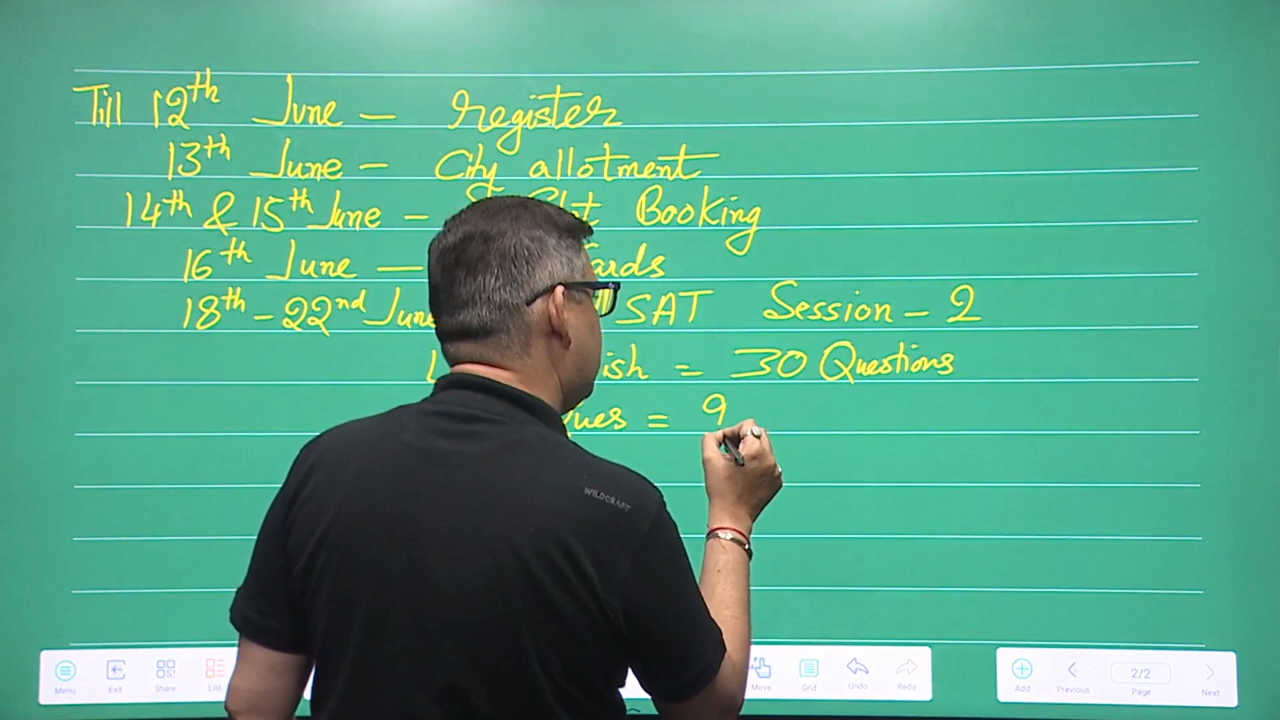 Till 12th June - register
13th June - City allotment
14th & 15th June - Slot Booking
16th June - ards
18th - 22nd June SAT Session - 2
ish = 30 Questions
ques = 9
WILDCRAFT
Menu Exit Share List Move Grid Undo Redo Add Previous 2/2 Page Next